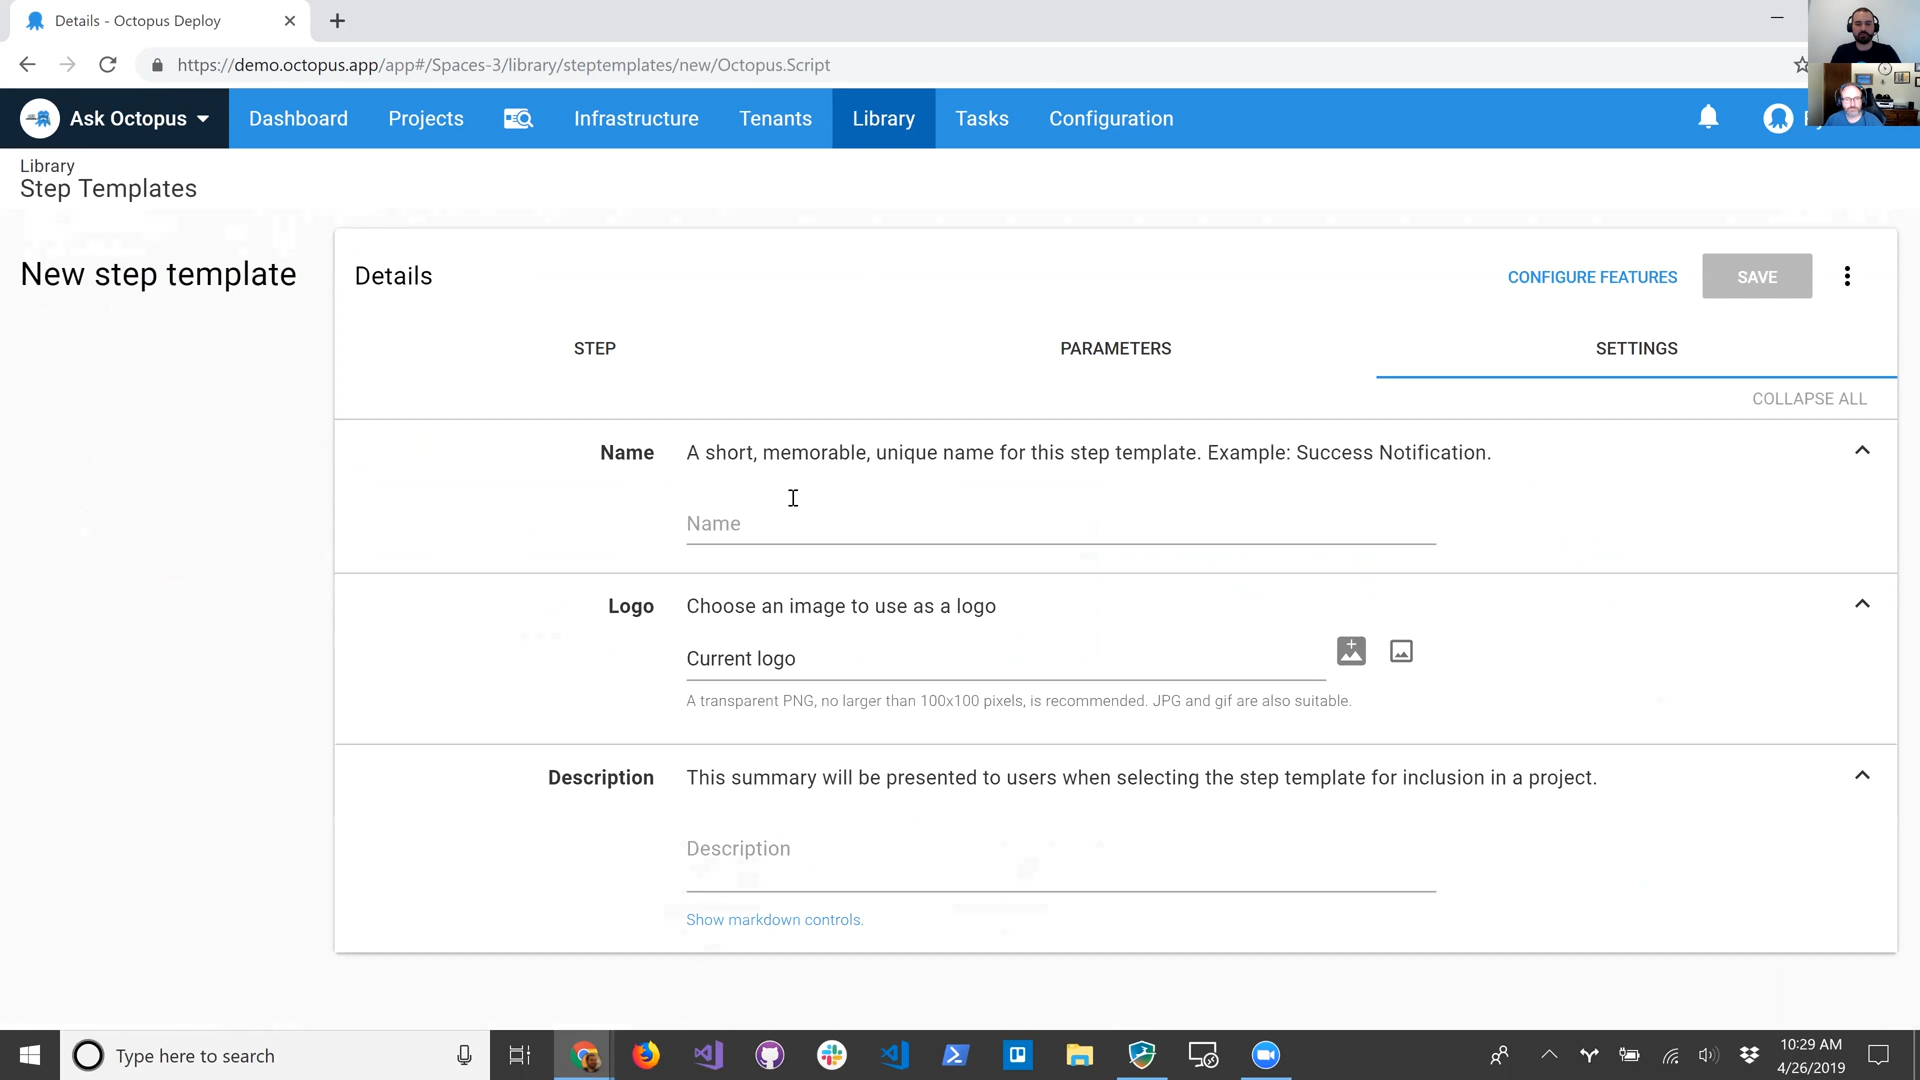 Details - Octopus Deploy
https://demo.octopus.app/app#/Spaces-3/library/steptemplates/new/Octopus.Script
Ask Octopus
Dashboard
Projects
Infrastructure
Tenants
Library
Tasks
Configuration
Library
Step Templates
New step template
Details
CONFIGURE FEATURES
SAVE
STEP
PARAMETERS
SETTINGS
COLLAPSE ALL
Name
A short, memorable, unique name for this step template. Example: Success Notification.
Name
Logo
Choose an image to use as a logo
Current logo
A transparent PNG, no larger than 100x100 pixels, is recommended. JPG and gif are also suitable.
Description
This summary will be presented to users when selecting the step template for inclusion in a project.
Description
Show markdown controls.
Type here to search
10:29 AM
4/26/2019